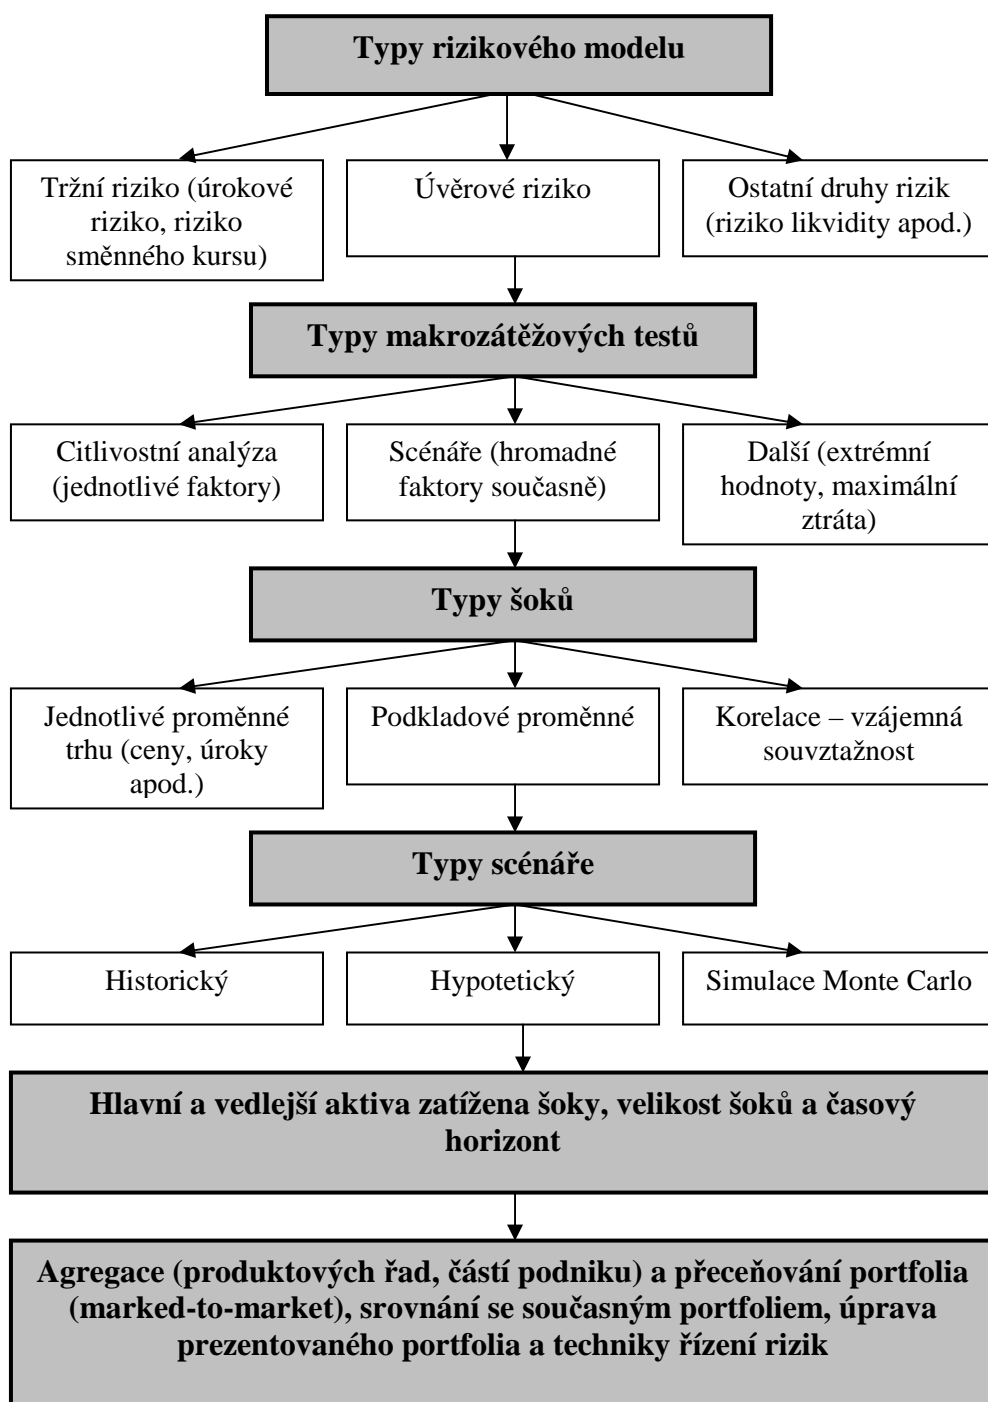 Typy rizikového modelu
Tržní riziko (úrokové
riziko, riziko
směnného kursu)
Úvěrové riziko
Ostatní druhy rizik
(riziko likvidity apod.)
Typy makrozátěžových testů
Citlivostní analýza
(jednotlivé faktory)
Scénáře (hromadné
faktory současně)
Další (extrémní
hodnoty, maximální
ztráta)
Typy šoků
Jednotlivé proměnné
trhu (ceny, úroky
apod.)
Podkladové proměnné
Korelace – vzájemná
souvztažnost
Typy scénáře
Historický
Hypotetický
Simulace Monte Carlo
Hlavní a vedlejší aktiva zatížena šoky, velikost šoků a časový
horizont
Agregace (produktových řad, částí podniku) a přeceňování portfolia
(marked-to-market), srovnání se současným portfoliem, úprava
prezentovaného portfolia a techniky řízení rizik